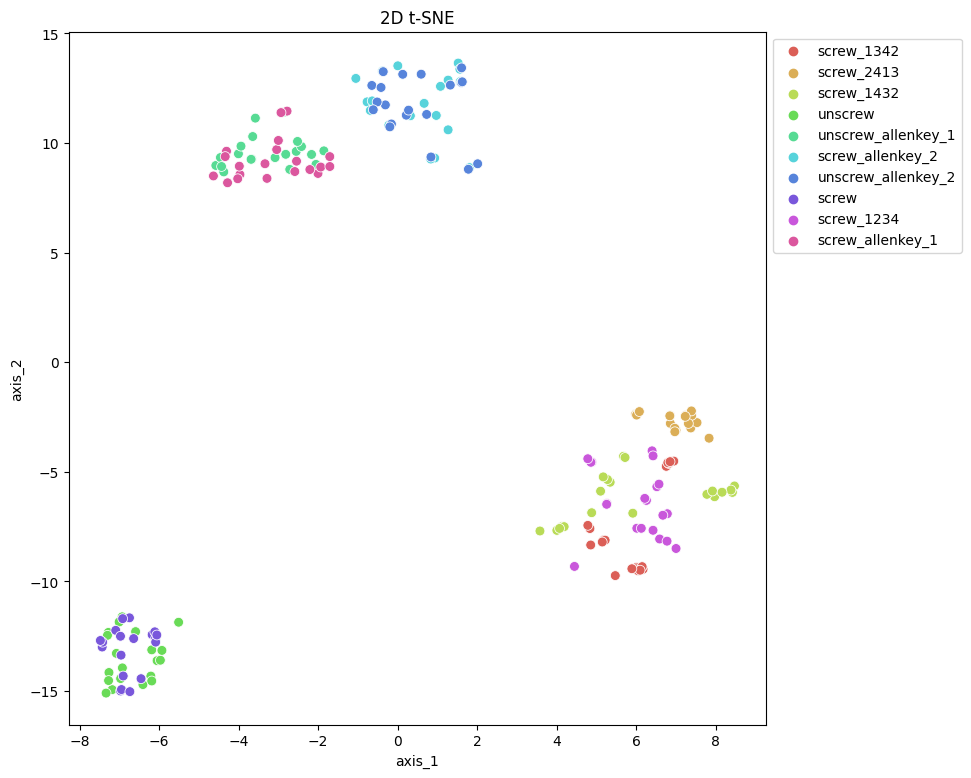 2D t-SNE
15
10
5
0
−5
−10
−15
axis_2
−8
−6
−4
−2
0
2
4
6
8
axis_1
screw_1342
screw_2413
screw_1432
unscrew
unscrew_allenkey_1
screw_allenkey_2
unscrew_allenkey_2
screw
screw_1234
screw_allenkey_1